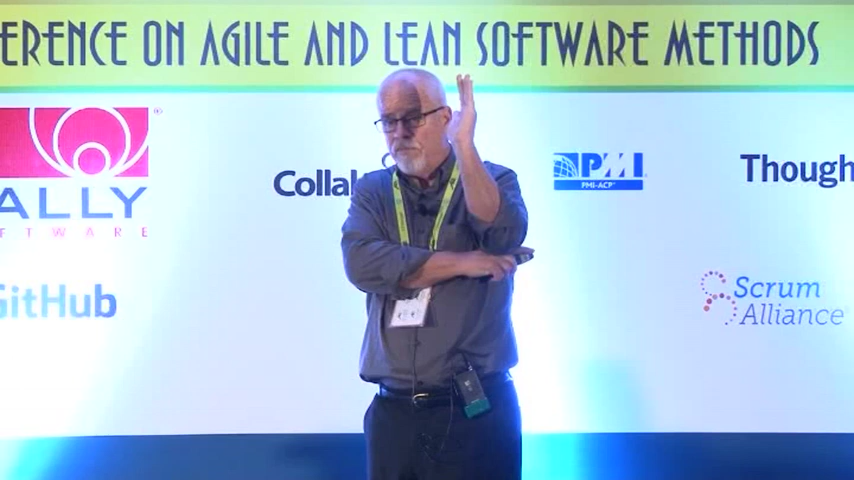 ERENCE ON AGILE AND LEAN SOFTWARE METHODS
ALLY
FTWARE
Collab
PMI
PMI-ACP
Though
GitHub
Scrum
Alliance